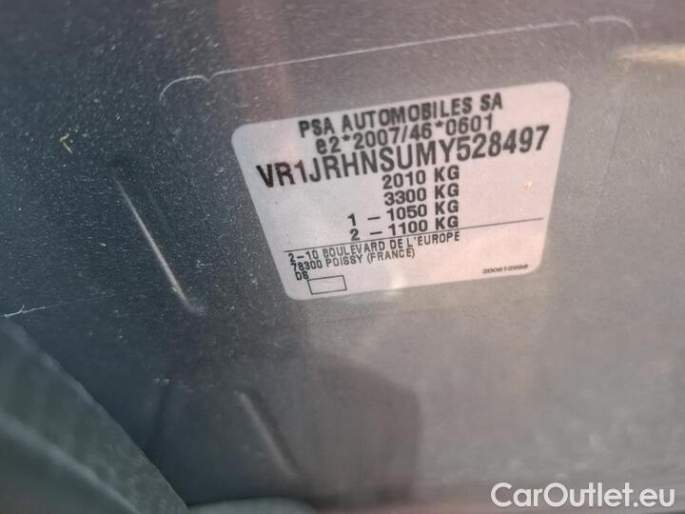 PSA AUTOMOBILES SA
e2*2007/46*0601
VR1JRHNSUMY528497
2010 KG
3300 KG
1 - 1050 KG
2 - 1100 KG
2-10 BOULEVARD DE L'EUROPE
78300 POISSY (FRANCE)
DS
CarOutlet.eu